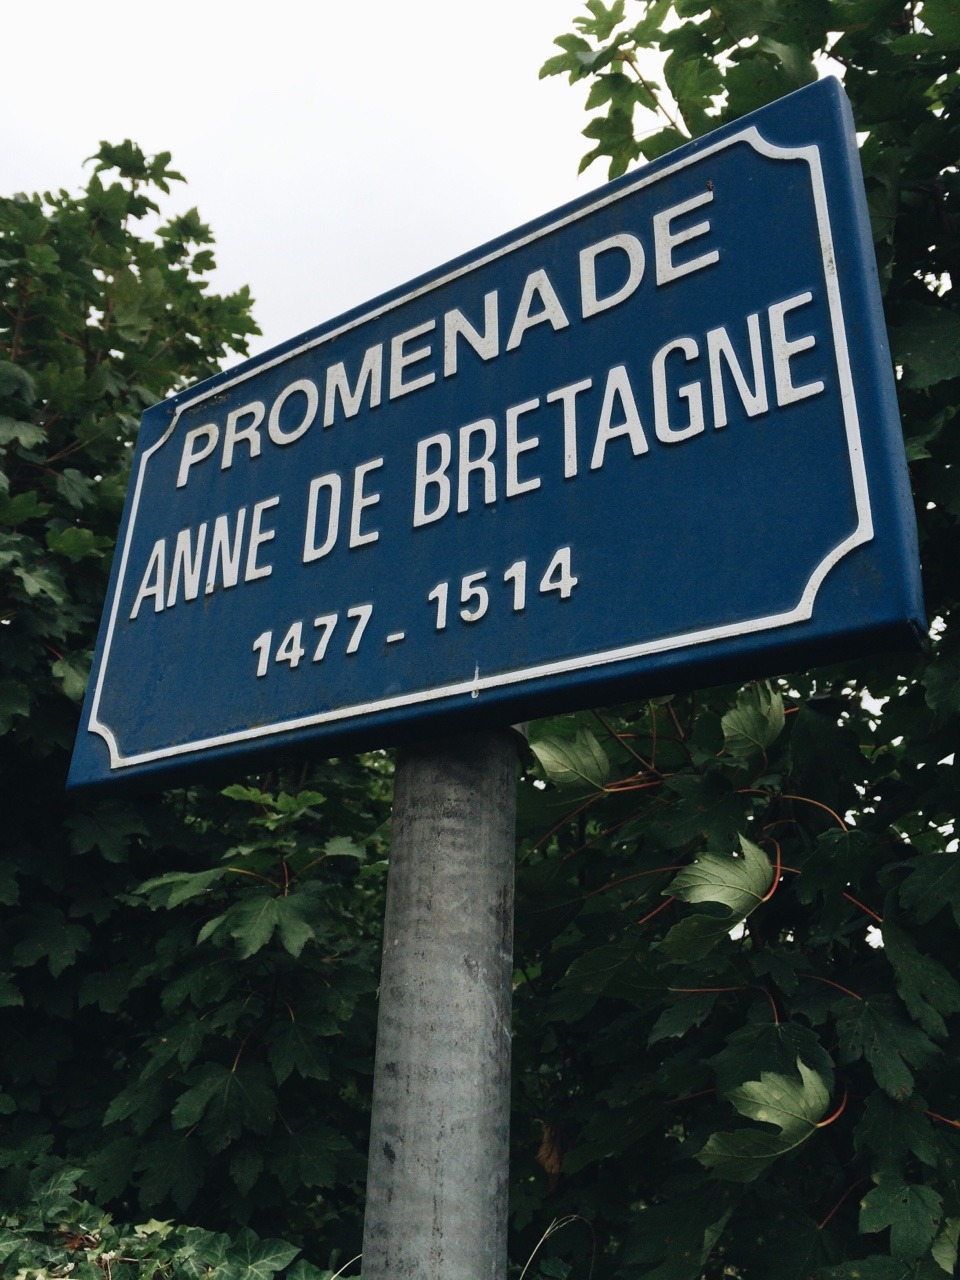 PROMENADE
ANNE DE BRETAGNE
1477 - 1514